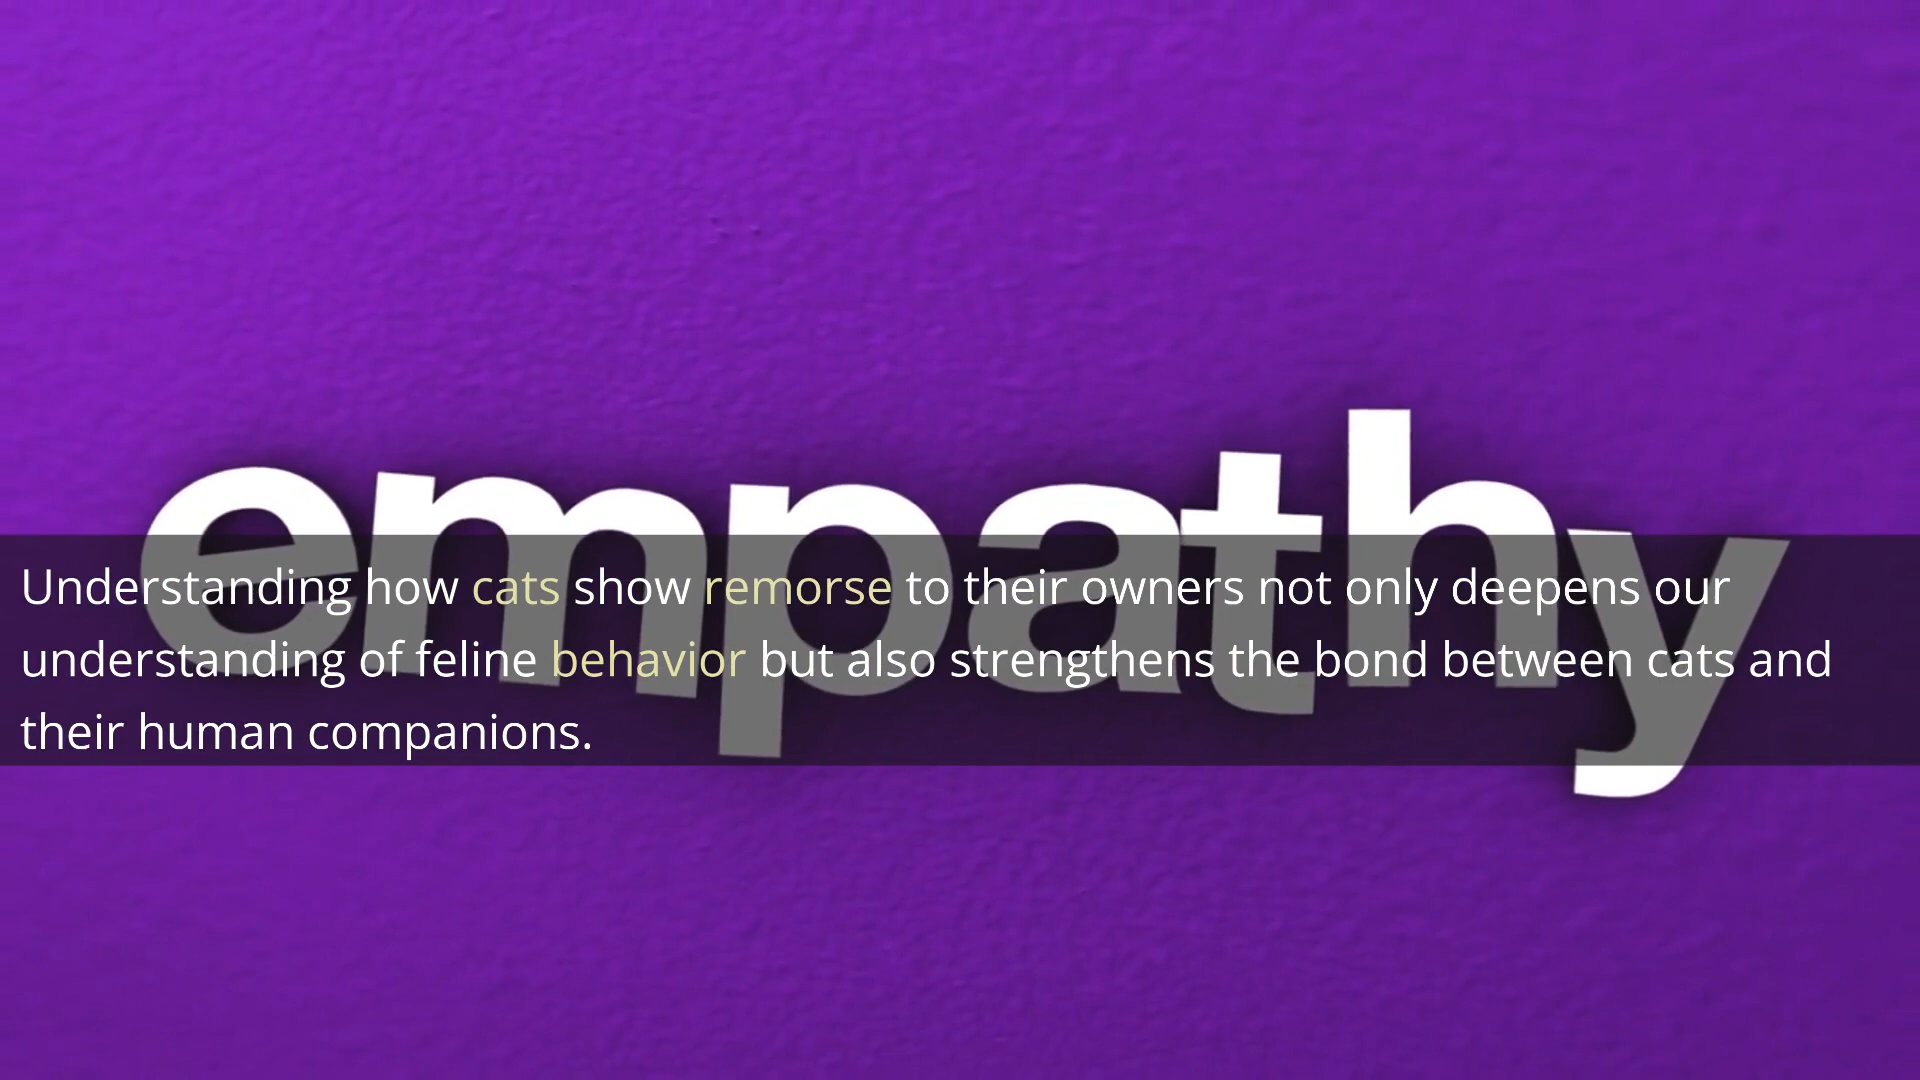 empathy
Understanding how cats show remorse to their owners not only deepens our
understanding of feline behavior but also strengthens the bond between cats and
their human companions.